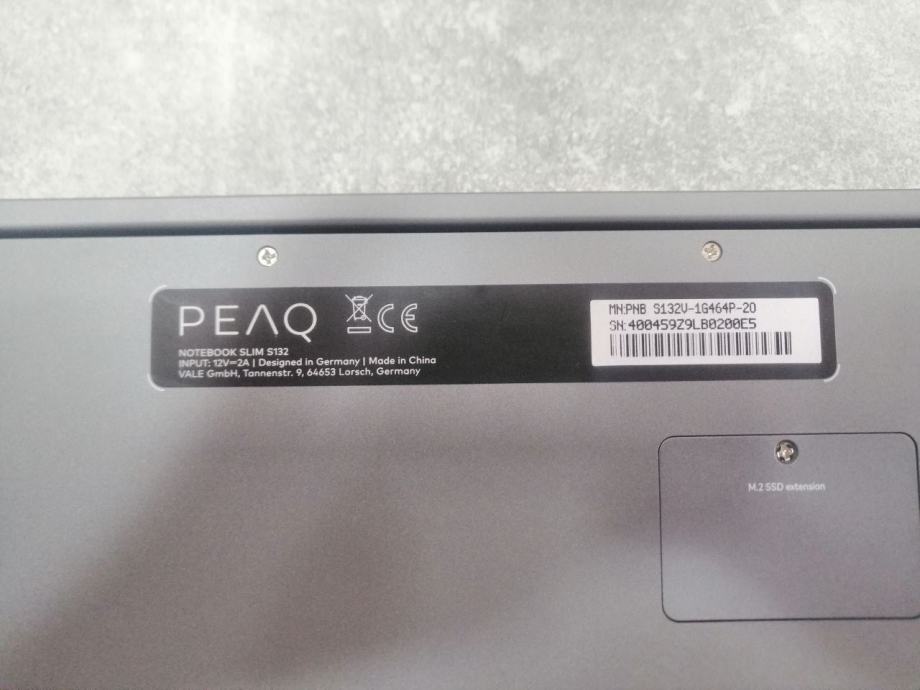 PEAQ
NOTEBOOK SLIM S132
INPUT: 12V⎓2A | Designed in Germany | Made in China
VALE GmbH, Tannenstr. 9, 64653 Lorsch, Germany
MN:PNB S132V-1G464P-20
SN:400459Z9LB0200E5
M.2 SSD extension